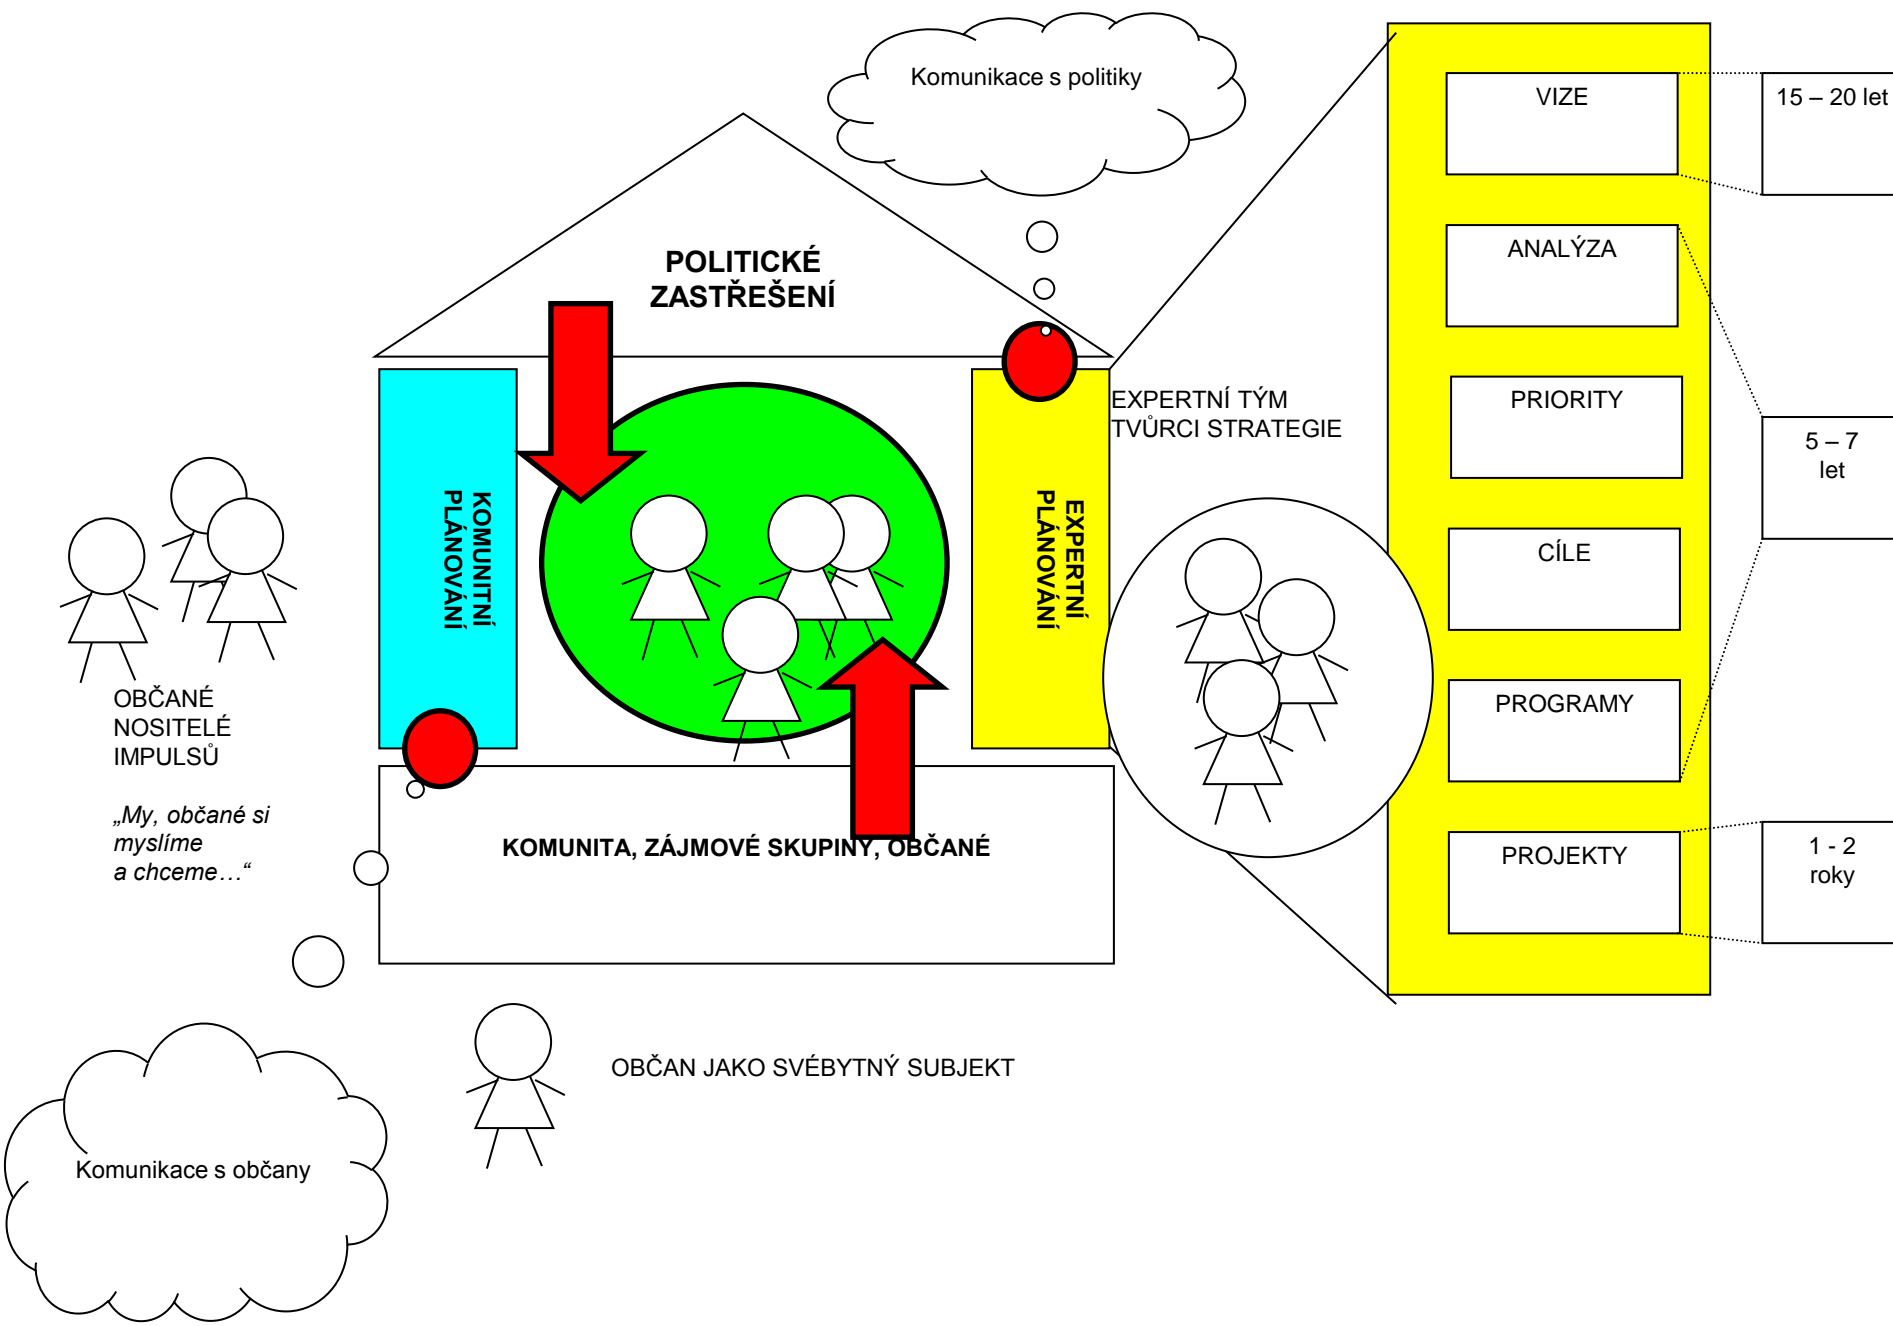 Komunikace s politiky
VIZE
15 – 20 let
POLITICKÉ
ZASTŘEŠENÍ
ANALÝZA
EXPERTNÍ TÝM
TVŮRCI STRATEGIE
PRIORITY
5 – 7
let
KOMUNITNÍ
PLÁNOVÁNÍ
EXPERTNÍ
PLÁNOVÁNÍ
CÍLE
OBČANÉ
NOSITELÉ
IMPULSŮ
PROGRAMY
„My, občané si
myslíme
a chceme…“
KOMUNITA, ZÁJMOVÉ SKUPINY, OBČANÉ
PROJEKTY
1 - 2
roky
OBČAN JAKO SVÉBYTNÝ SUBJEKT
Komunikace s občany